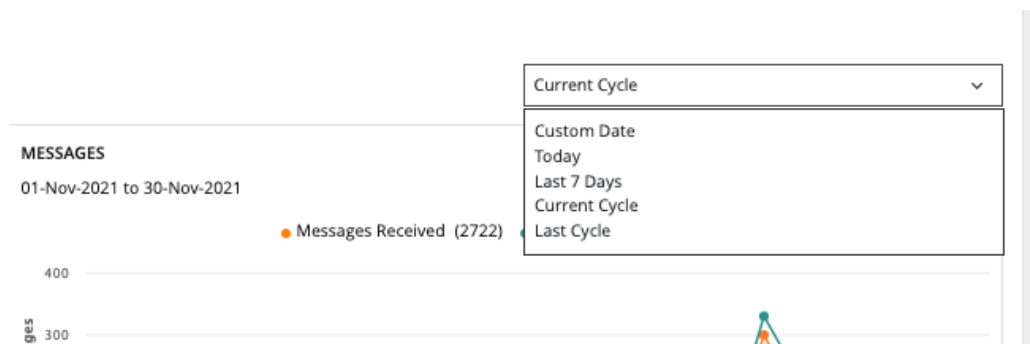 Current Cycle
Custom Date
Today
Last 7 Days
Current Cycle
Last Cycle
MESSAGES
01-Nov-2021 to 30-Nov-2021
Messages Received (2722)
400
300